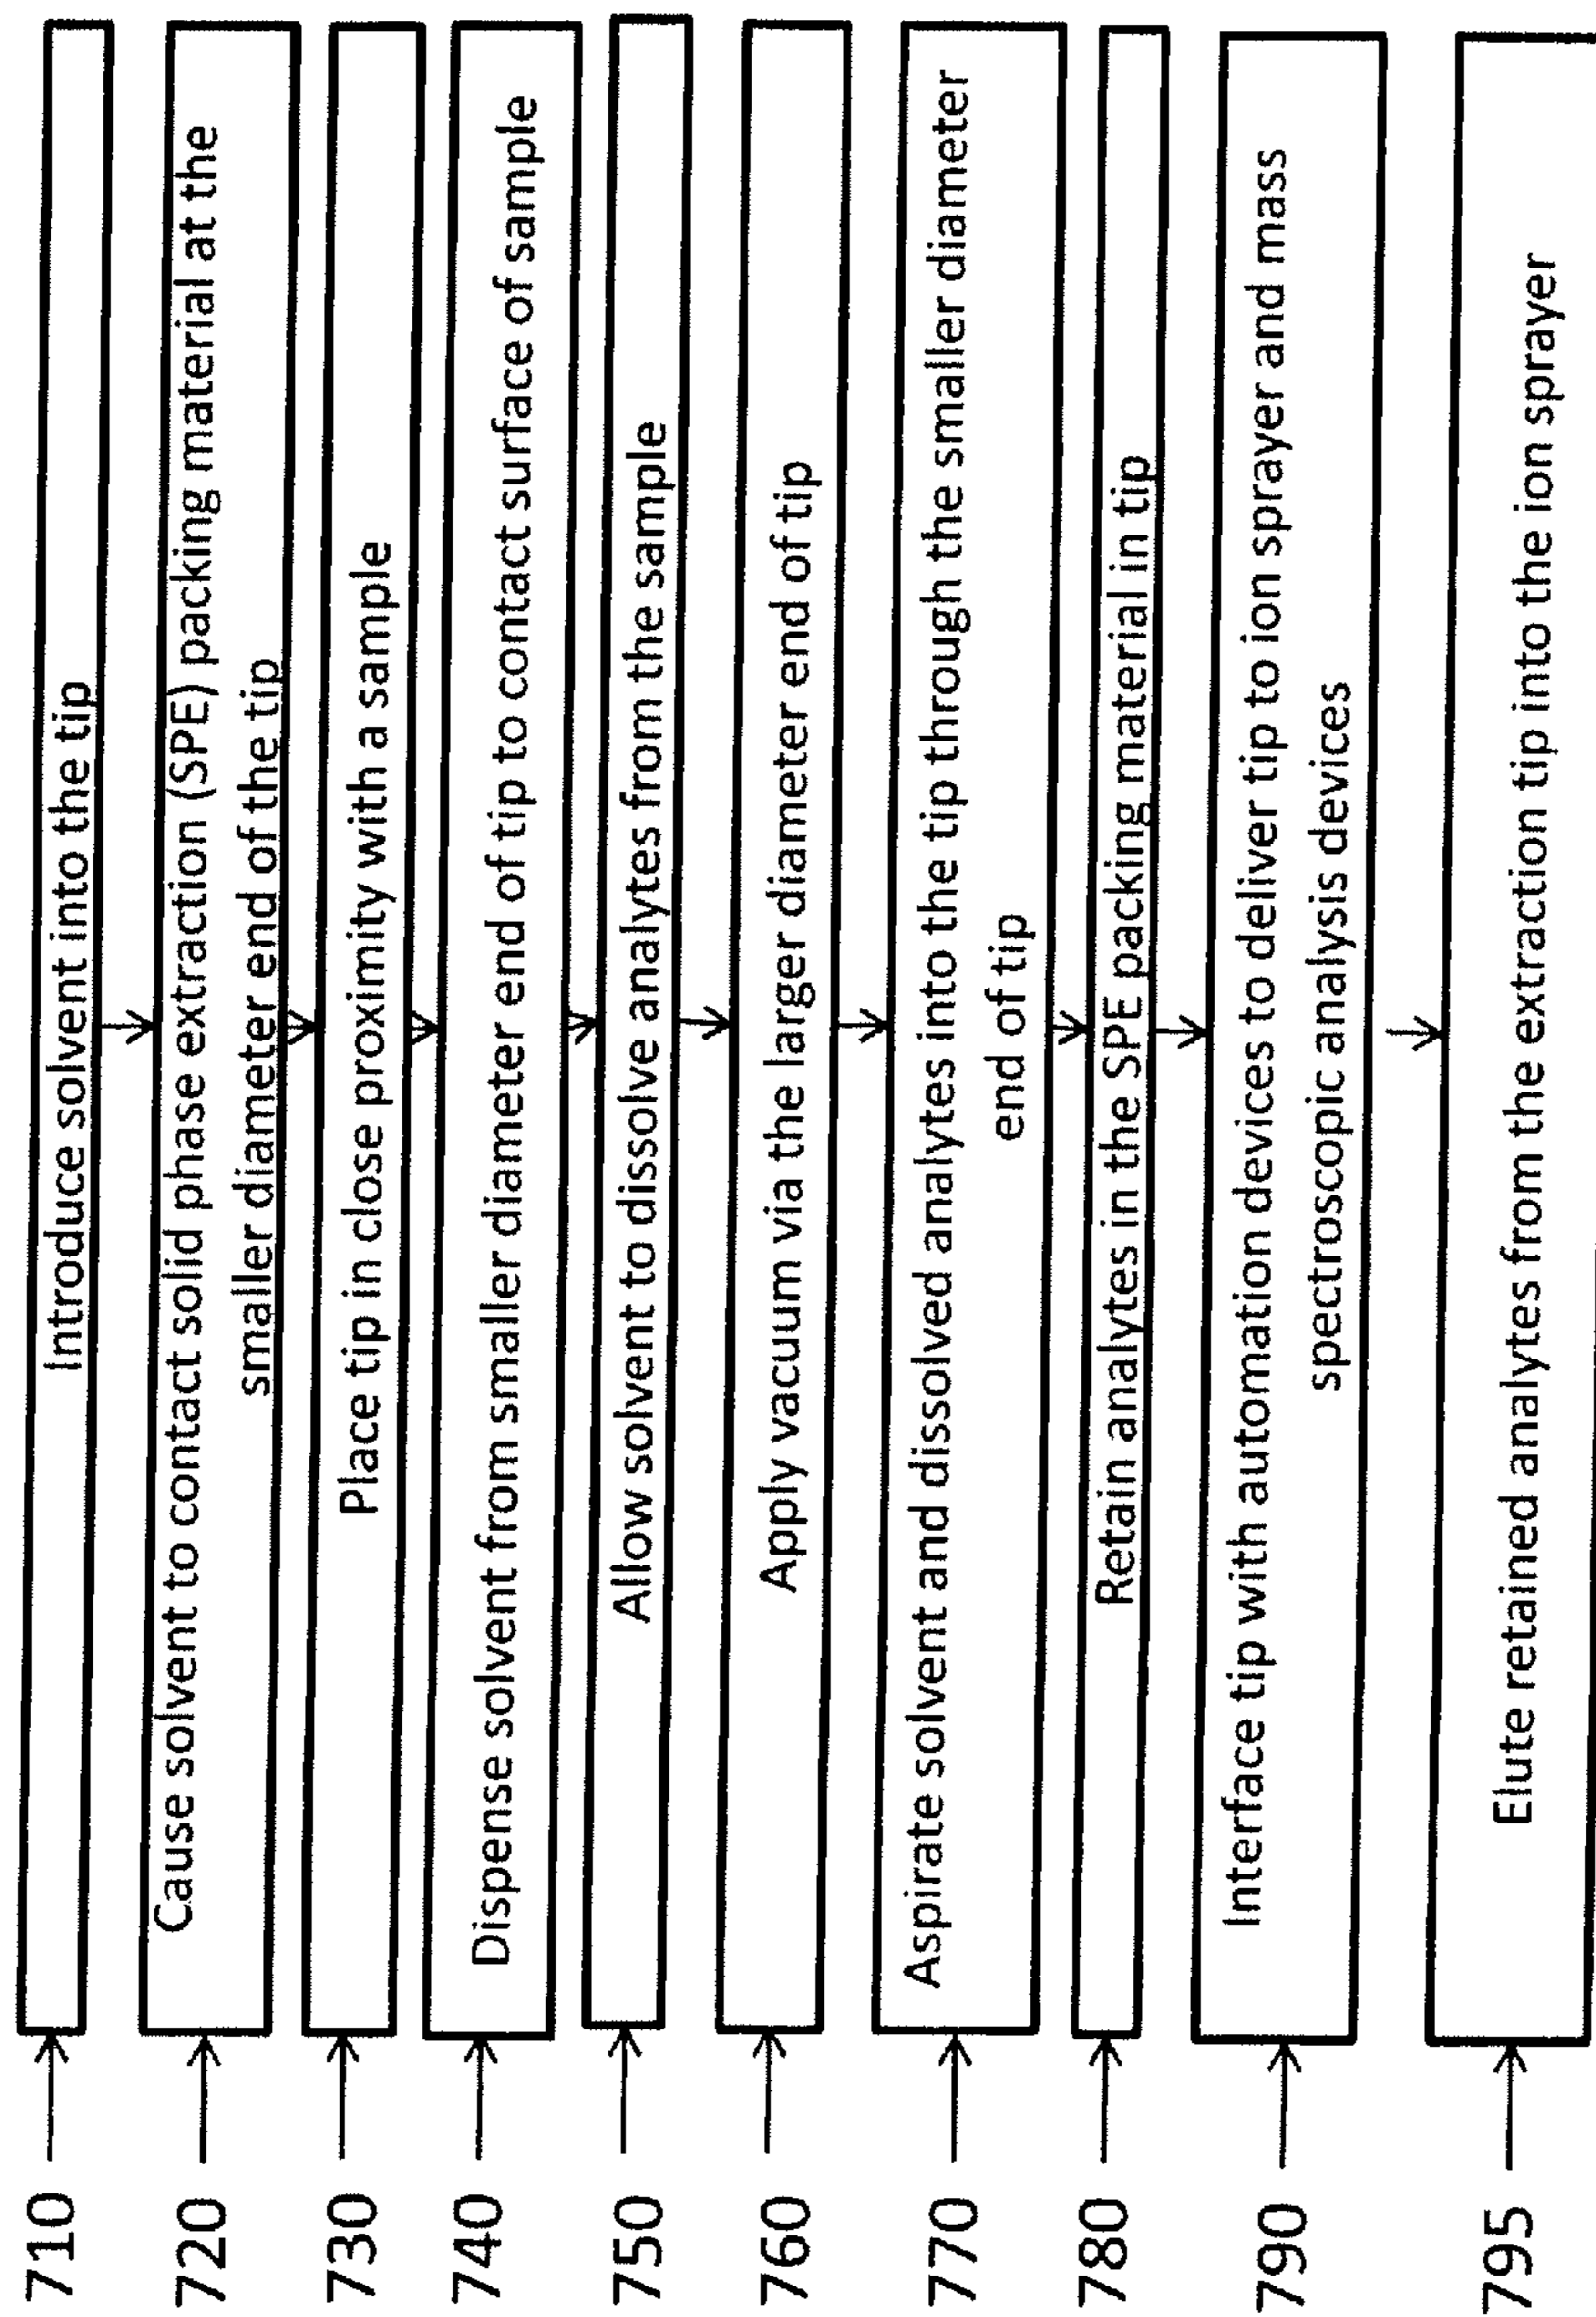 710
Introduce solvent into the tip
720
Cause solvent to contact solid phase extraction (SPE) packing material at the
smaller diameter end of the tip
730
Place tip in close proximity with a sample
740
Dispense solvent from smaller diameter end of tip to contact surface of sample
750
Allow solvent to dissolve analytes from the sample
760
Apply vacuum via the larger diameter end of tip
770
Aspirate solvent and dissolved analytes into the tip through the smaller diameter
end of tip
780
Retain analytes in the SPE packing material in tip
790
Interface tip with automation devices to deliver tip to ion sprayer and mass
spectroscopic analysis devices
795
Elute retained analytes from the extraction tip into the ion sprayer